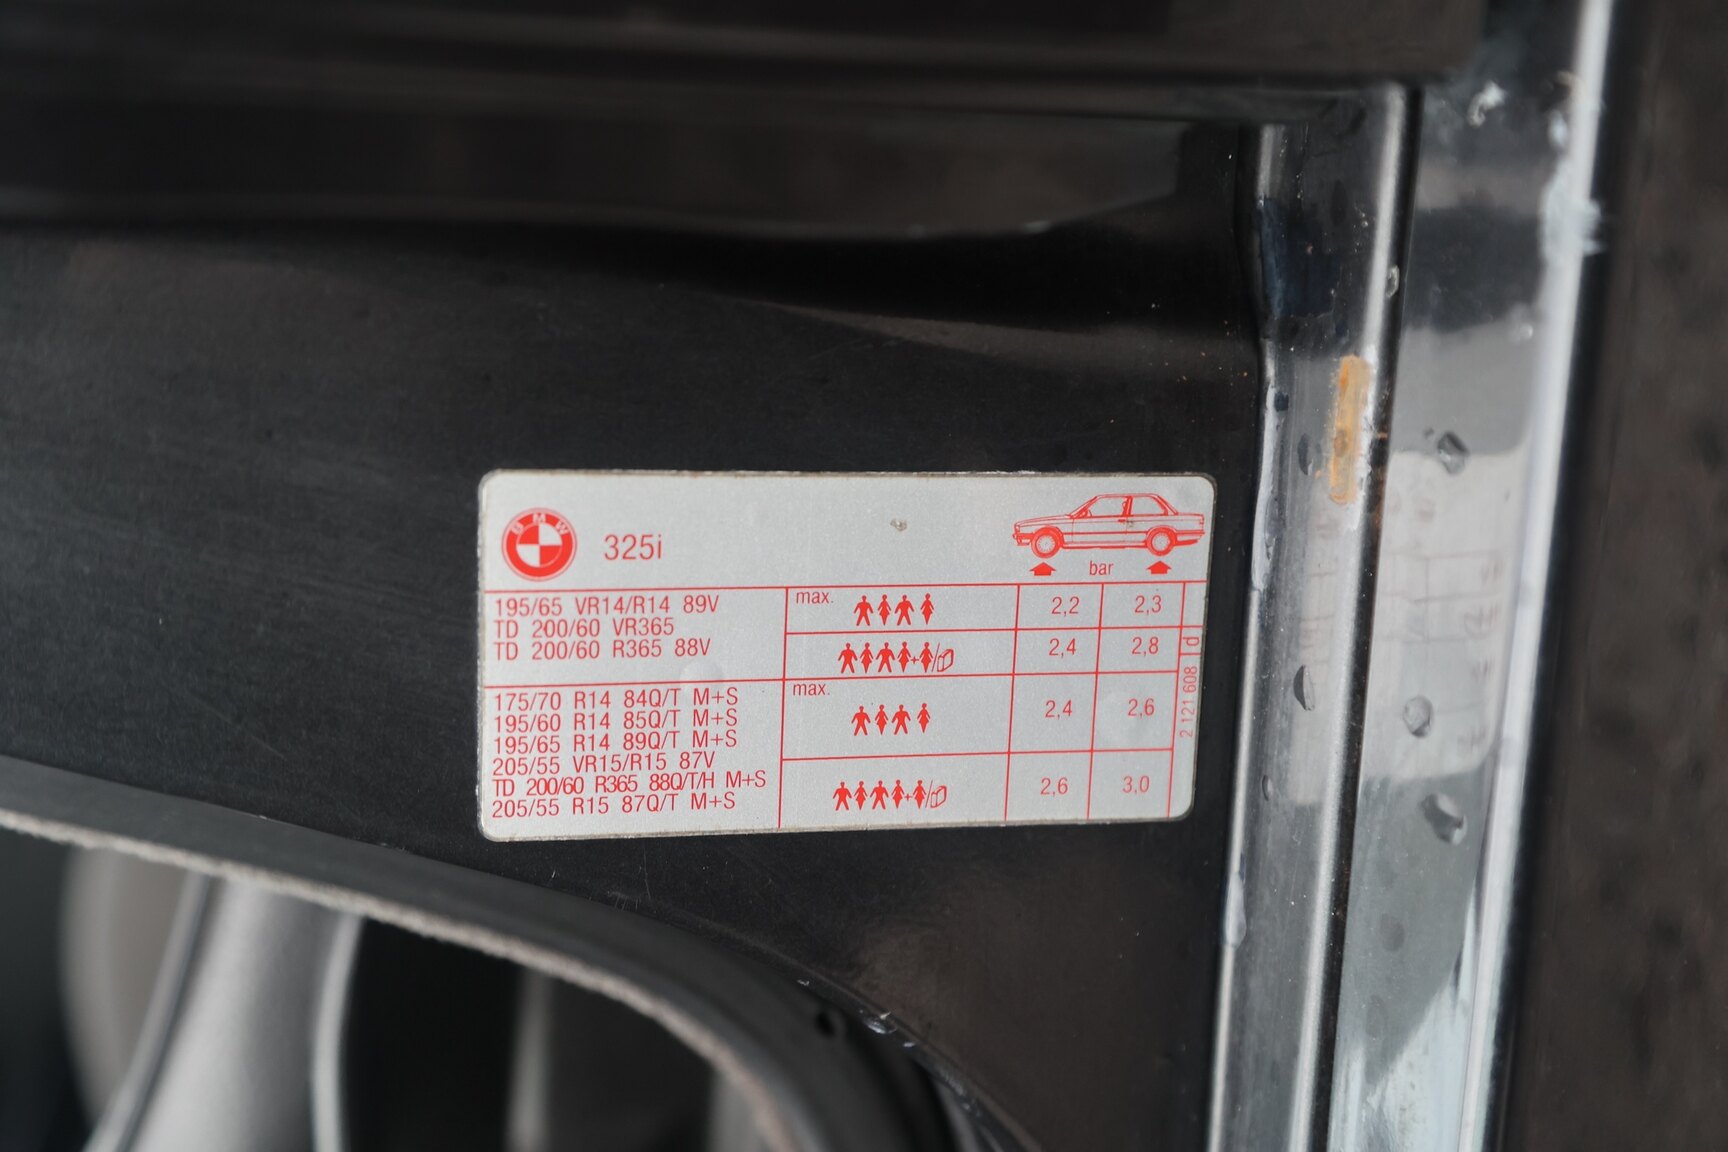 BMW 325i
bar
195/65 VR14/R14 89V
TD 200/60 VR365
TD 200/60 R365 88V
max. 2,2 2,3
+ / 2,4 2,8
175/70 R14 84Q/T M+S
195/60 R14 85Q/T M+S
195/65 R14 89Q/T M+S
205/55 VR15/R15 87V
TD 200/60 R365 88Q/T/H M+S
205/55 R15 87Q/T M+S
max. 2,4 2,6
+ / 2,6 3,0
2 121 608 d